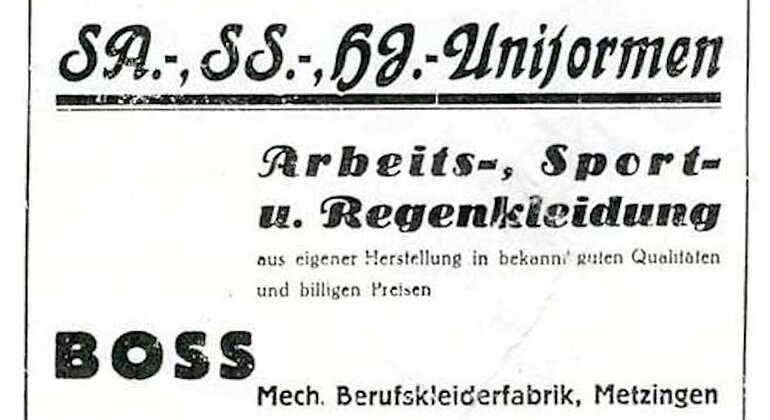 SA.-, SS.-, HJ.-Uniformen
Arbeits-, Sport-
u. Regenkleidung
aus eigener Herstellung in bekannt guten Qualitäten
und billigen Preisen
BOSS
Mech. Berufskleiderfabrik, Metzingen